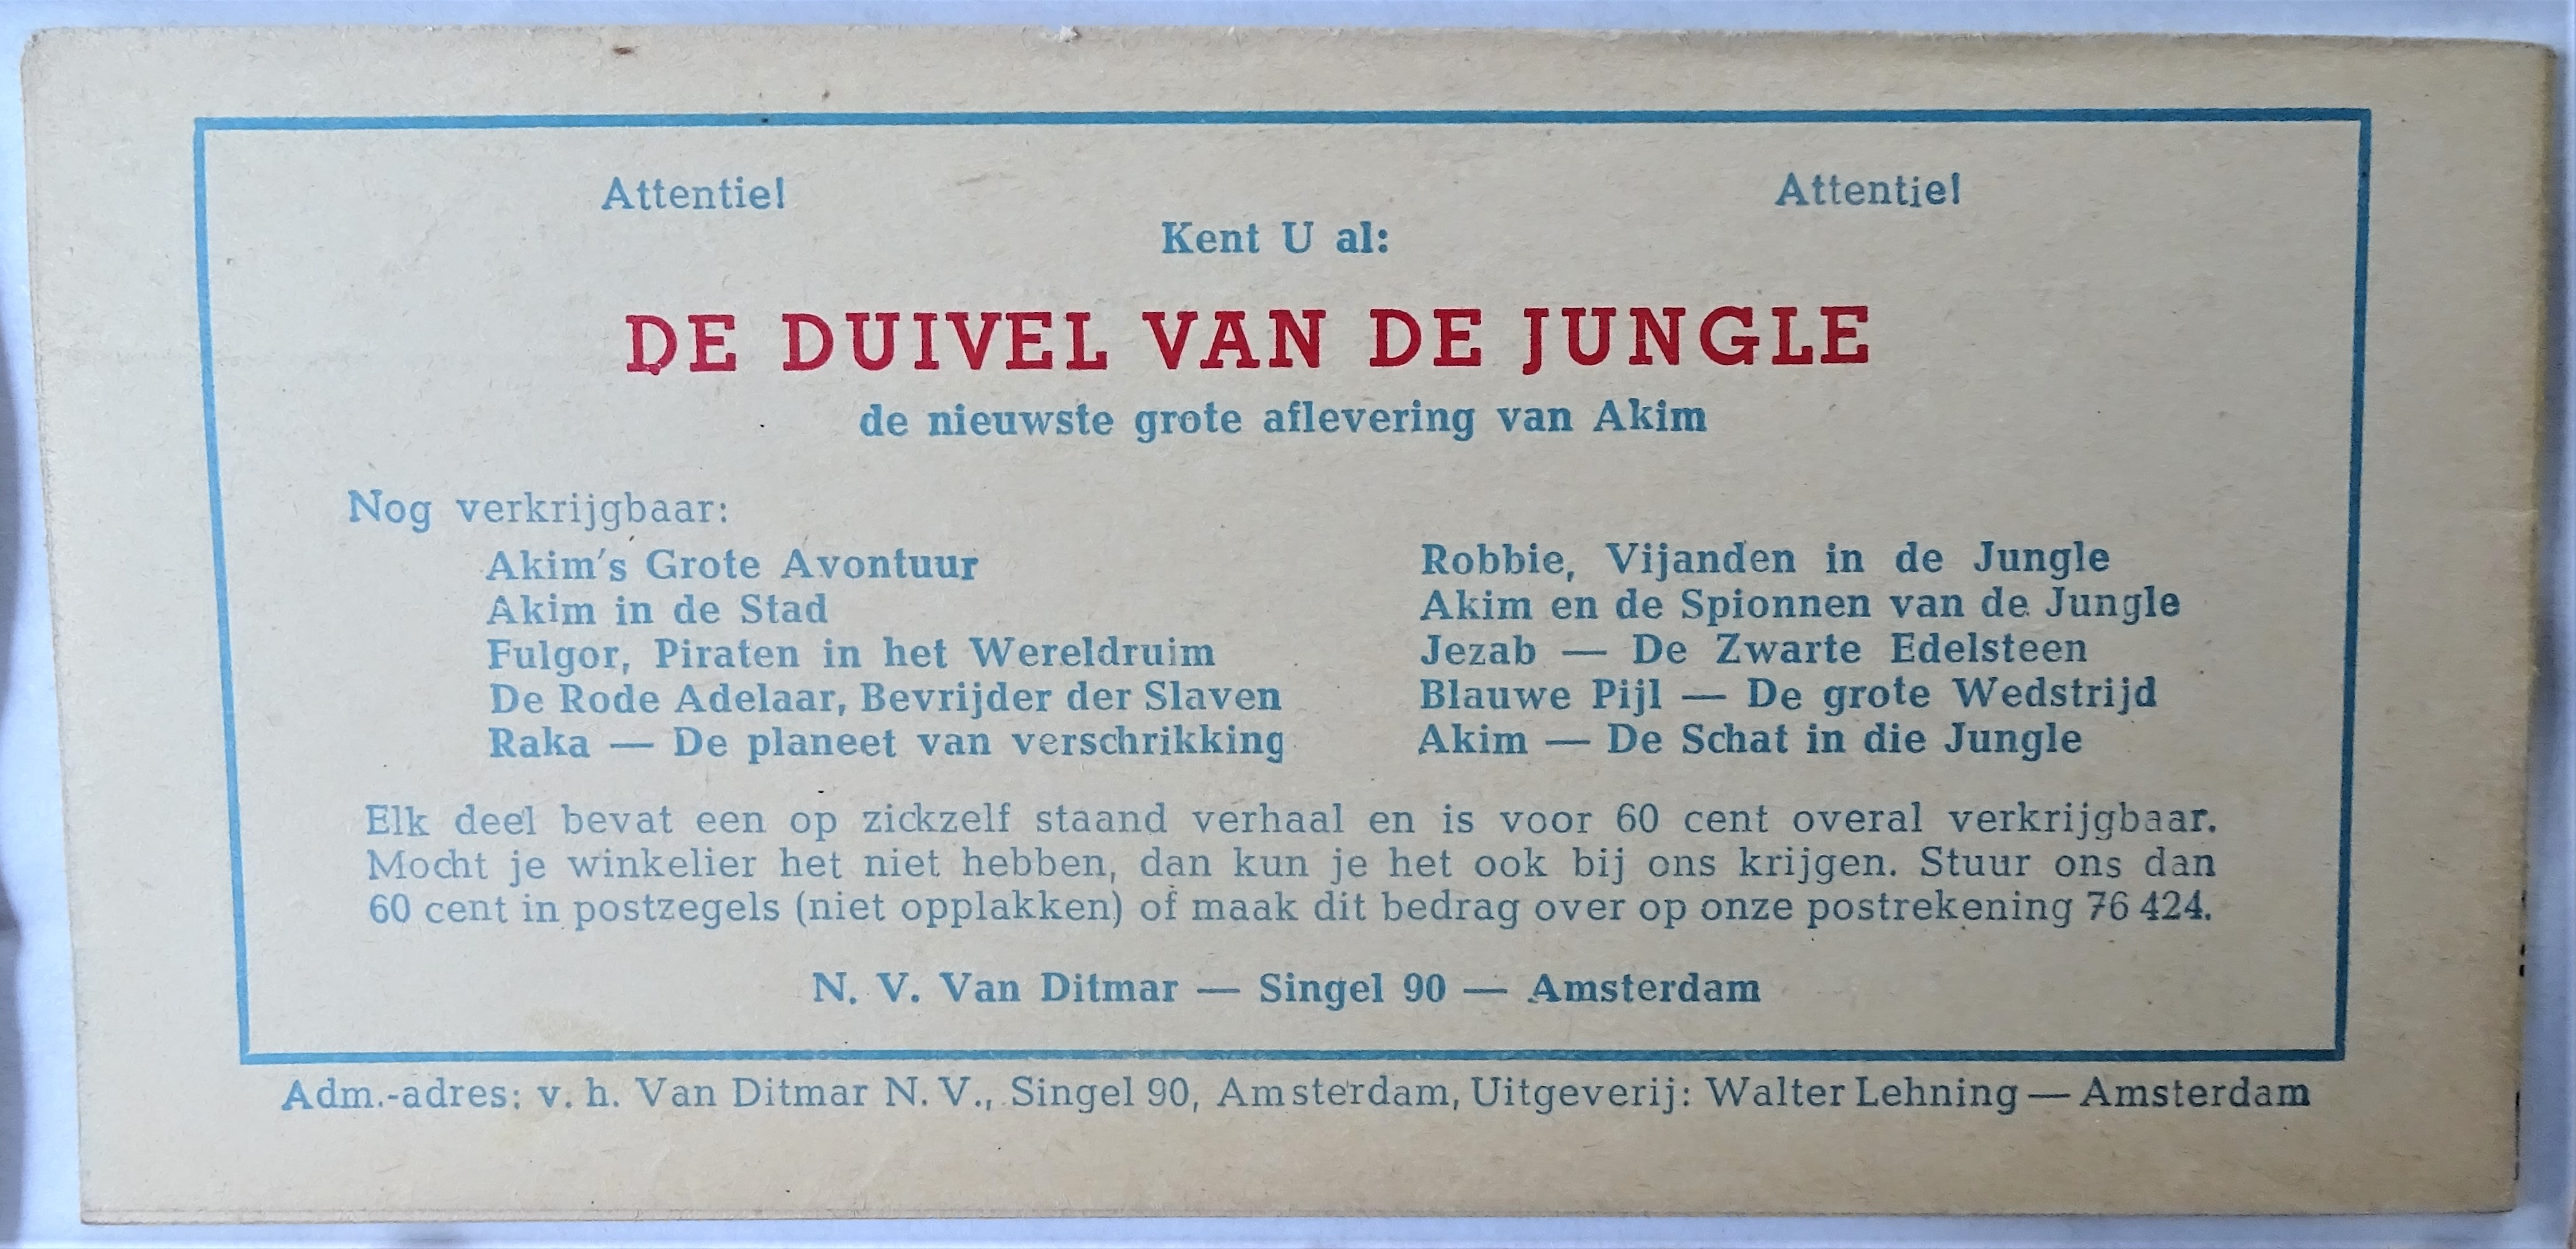 Attentie! Attentie!
Kent U al:
DE DUIVEL VAN DE JUNGLE
de nieuwste grote aflevering van Akim
Nog verkrijgbaar:
Akim's Grote Avontuur
Akim in de Stad
Fulgor, Piraten in het Wereldruim
De Rode Adelaar, Bevrijder der Slaven
Raka — De planeet van verschrikking
Robbie, Vijanden in de Jungle
Akim en de Spionnen van de Jungle
Jezab — De Zwarte Edelsteen
Blauwe Pijl — De grote Wedstrijd
Akim — De Schat in die Jungle
Elk deel bevat een op zickzelf staand verhaal en is voor 60 cent overal verkrijgbaar.
Mocht je winkelier het niet hebben, dan kun je het ook bij ons krijgen. Stuur ons dan
60 cent in postzegels (niet opplakken) of maak dit bedrag over op onze postrekening 76 424.
N. V. Van Ditmar — Singel 90 — Amsterdam
Adm.-adres: v. h. Van Ditmar N. V., Singel 90, Amsterdam, Uitgeverij: Walter Lehning — Amsterdam